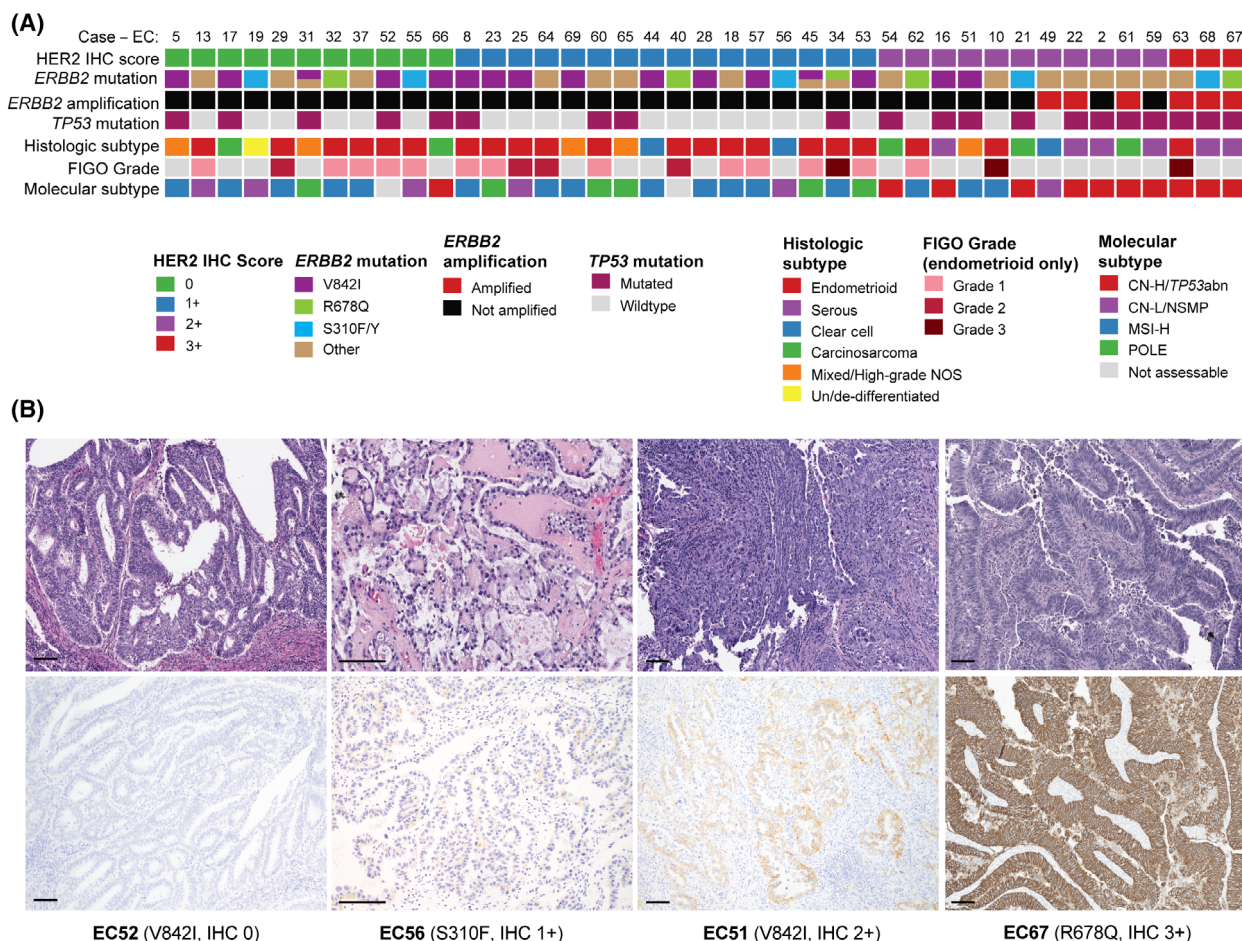 (A)
Case – EC: 5 13 17 19 29 31 32 37 52 55 66 8 23 25 64 69 60 65 44 40 28 18 57 56 45 34 53 54 62 16 51 10 21 49 22 2 61 59 63 68 67
HER2 IHC score
ERBB2 mutation
ERBB2 amplification
TP53 mutation
Histologic subtype
FIGO Grade
Molecular subtype
HER2 IHC Score
0
1+
2+
3+
ERBB2 mutation
V842I
R678Q
S310F/Y
Other
ERBB2
amplification
Amplified
Not amplified
TP53 mutation
Mutated
Wildtype
Histologic
subtype
Endometrioid
Serous
Clear cell
Carcinosarcoma
Mixed/High-grade NOS
Un/de-differentiated
FIGO Grade
(endometrioid only)
Grade 1
Grade 2
Grade 3
Molecular
subtype
CN-H/TP53abn
CN-L/NSMP
MSI-H
POLE
Not assessable
(B)
EC52 (V842I, IHC 0)
EC56 (S310F, IHC 1+)
EC51 (V842I, IHC 2+)
EC67 (R678Q, IHC 3+)